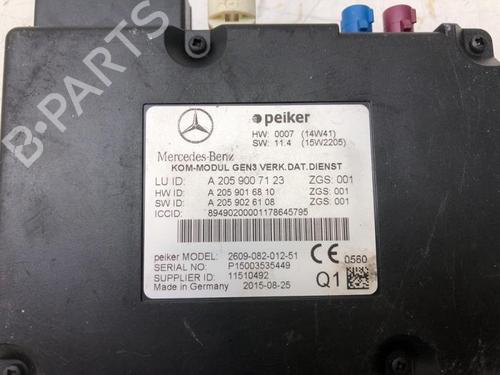 B-PARTS
peiker
HW: 0007 (14W41)
SW: 11.4 (15W2205)
Mercedes-Benz
KOM-MODUL GEN3 VERK.DAT.DIENST
LU ID: A 205 900 71 23 ZGS: 001
HW ID: A 205 901 68 10 ZGS: 001
SW ID: A 205 902 61 08 ZGS: 001
ICCID: 89490200001178645795
peiker MODEL: 2609-082-012-51
SERIAL NO: P15003535449
SUPPLIER ID: 11510492
Made in Germany 2015-08-25
CE 0560
Q1